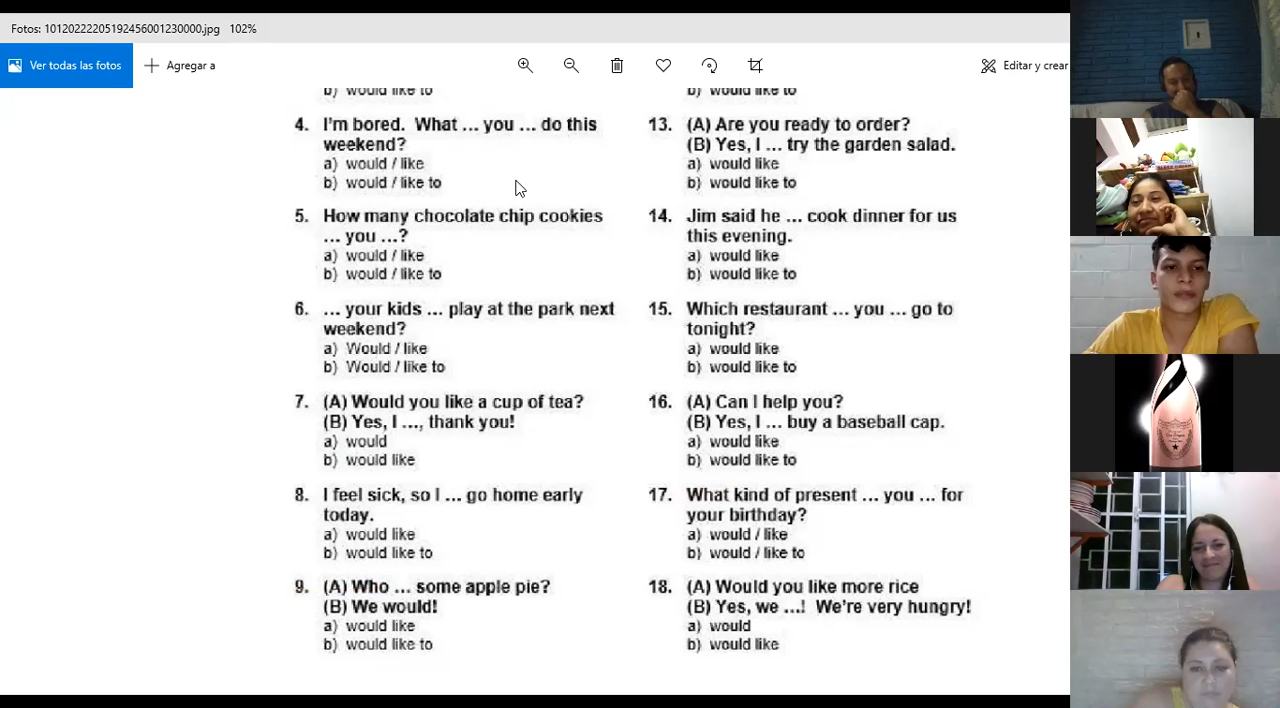 Fotos: 10120222205192456001230000.jpg 102%
Ver todas las fotos
Agregar a
Editar y crear
b) would like to
4. I'm bored. What ... you ... do this
weekend?
a) would / like
b) would / like to
5. How many chocolate chip cookies
... you ...?
a) would / like
b) would / like to
6. ... your kids ... play at the park next
weekend?
a) Would / like
b) Would / like to
7. (A) Would you like a cup of tea?
(B) Yes, I ..., thank you!
a) would
b) would like
8. I feel sick, so I ... go home early
today.
a) would like
b) would like to
9. (A) Who ... some apple pie?
(B) We would!
a) would like
b) would like to
b) would like to
13. (A) Are you ready to order?
(B) Yes, I ... try the garden salad.
a) would like
b) would like to
14. Jim said he ... cook dinner for us
this evening.
a) would like
b) would like to
15. Which restaurant ... you ... go to
tonight?
a) would like
b) would like to
16. (A) Can I help you?
(B) Yes, I ... buy a baseball cap.
a) would like
b) would like to
17. What kind of present ... you ... for
your birthday?
a) would / like
b) would / like to
18. (A) Would you like more rice
(B) Yes, we ...! We're very hungry!
a) would
b) would like